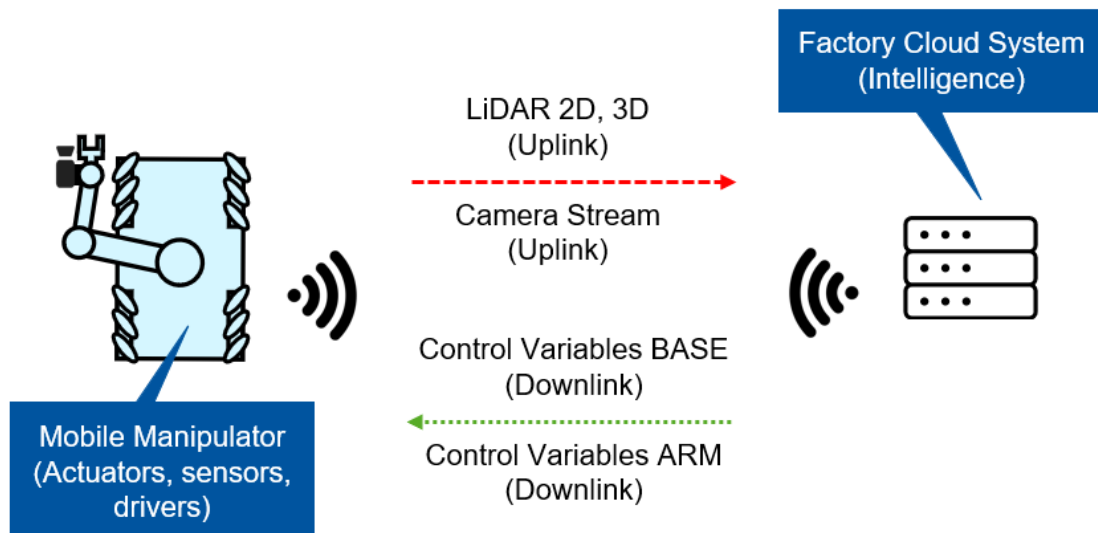 Factory Cloud System
(Intelligence)
LiDAR 2D, 3D
(Uplink)
Camera Stream
(Uplink)
Control Variables BASE
(Downlink)
Control Variables ARM
(Downlink)
Mobile Manipulator
(Actuators, sensors,
drivers)